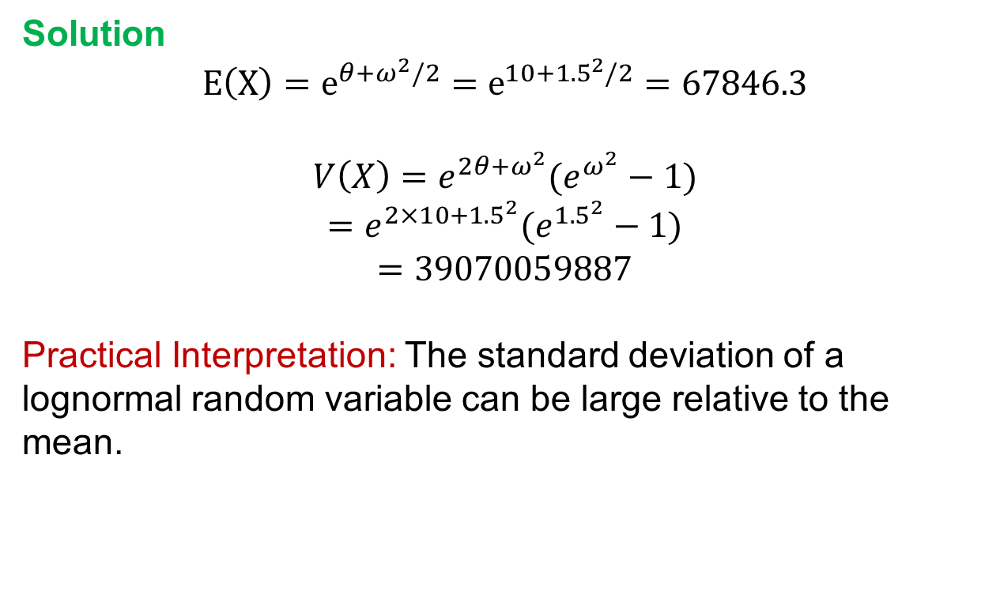 Solution
E(X) = e^{θ+ω²/2} = e^{10+1.5²/2} = 67846.3
V(X) = e^{2θ+ω²}(e^{ω²} − 1)
= e^{2×10+1.5²}(e^{1.5²} − 1)
= 39070059887
Practical Interpretation: The standard deviation of a
lognormal random variable can be large relative to the
mean.